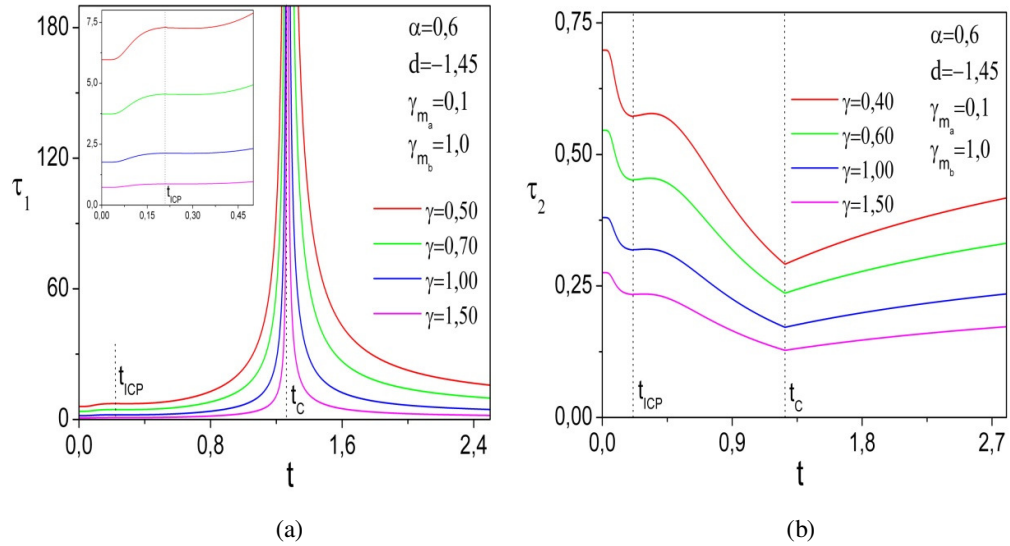 180
120
60
0
τ1
0,0
0,8
1,6
2,4
t
7,5
5,0
2,5
0,0
0,00
0,15
0,30
0,45
tICP
α=0,6
d=−1,45
γma=0,1
γmb=1,0
γ=0,50
γ=0,70
γ=1,00
γ=1,50
tICP
tC
(a)
0,75
0,50
0,25
0,00
τ2
0,0
0,9
1,8
2,7
t
α=0,6
d=−1,45
γma=0,1
γmb=1,0
γ=0,40
γ=0,60
γ=1,00
γ=1,50
tICP
tC
(b)